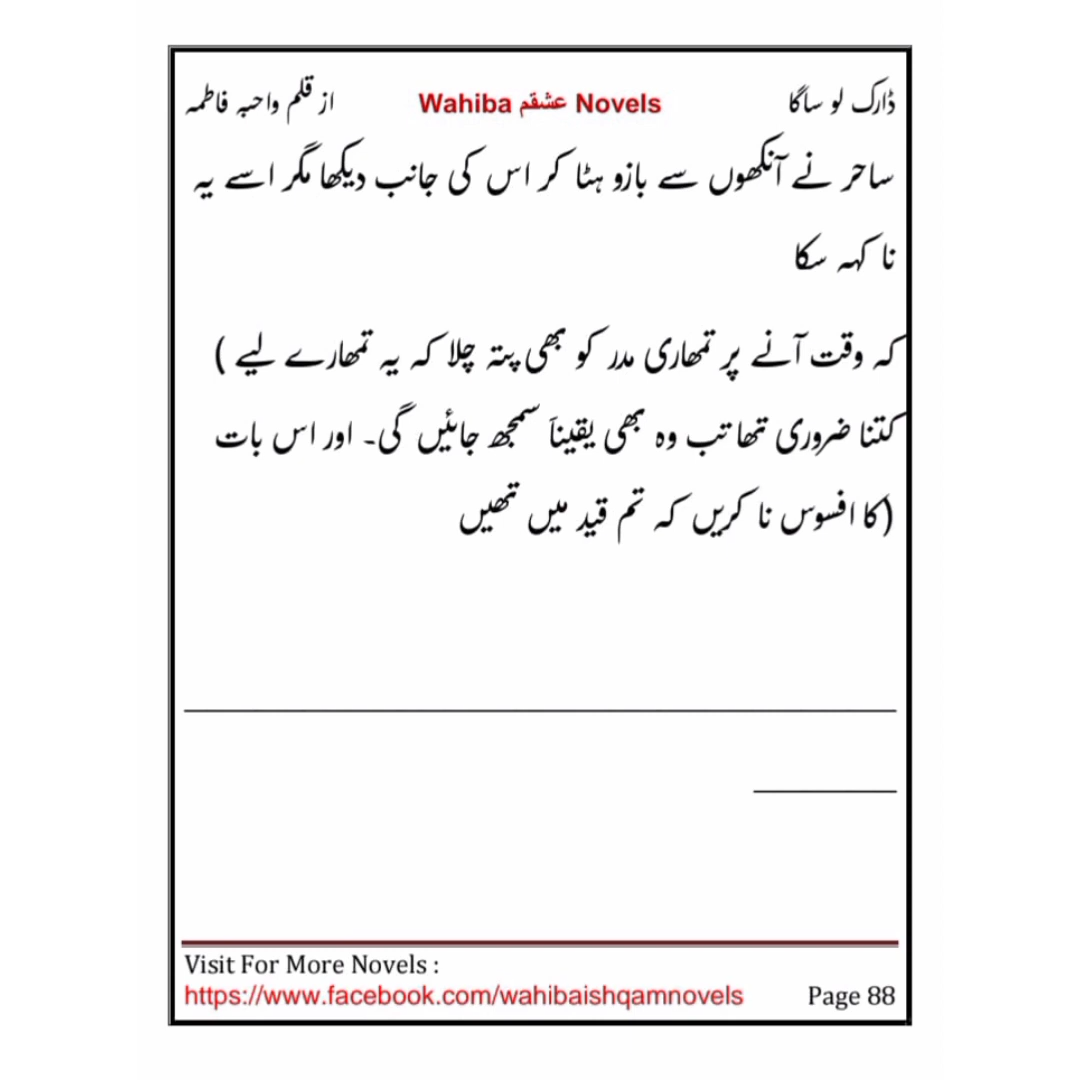 ڈارک لو ساگا Wahiba عشقم Novels از قلم واحبہ فاطمہ
ساحر نے آنکھوں سے بازو ہٹا کر اس کی جانب دیکھا مگر اسے یہ
نا کہہ سکا
کہ وقت آنے پر تمھاری مدر کو بھی پتہ چلا کہ یہ تمھارے لیے )
کتنا ضروری تھا تب وہ بھی یقیناَ سمجھ جائیں گی۔ اور اس بات
(کا افسوس نا کریں کہ تم قید میں تھیں
Visit For More Novels :
https://www.facebook.com/wahibaishqamnovels Page 88